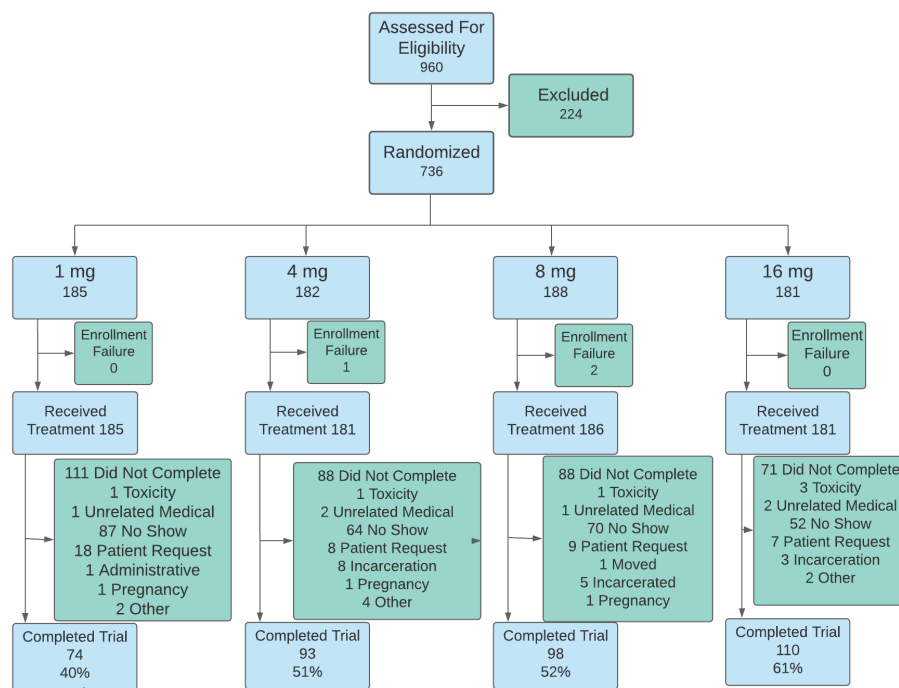 Assessed For
Eligibility
960
Excluded
224
Randomized
736
1 mg
185
4 mg
182
8 mg
188
16 mg
181
Enrollment
Failure
0
Enrollment
Failure
1
Enrollment
Failure
2
Enrollment
Failure
0
Received
Treatment 185
Received
Treatment 181
Received
Treatment 186
Received
Treatment 181
111 Did Not Complete
1 Toxicity
1 Unrelated Medical
87 No Show
18 Patient Request
1 Administrative
1 Pregnancy
2 Other
88 Did Not Complete
1 Toxicity
2 Unrelated Medical
64 No Show
8 Patient Request
8 Incarceration
1 Pregnancy
4 Other
88 Did Not Complete
1 Toxicity
1 Unrelated Medical
70 No Show
9 Patient Request
1 Moved
5 Incarcerated
1 Pregnancy
71 Did Not Complete
3 Toxicity
2 Unrelated Medical
52 No Show
7 Patient Request
3 Incarceration
2 Other
Completed Trial
74
40%
Completed Trial
93
51%
Completed Trial
98
52%
Completed Trial
110
61%